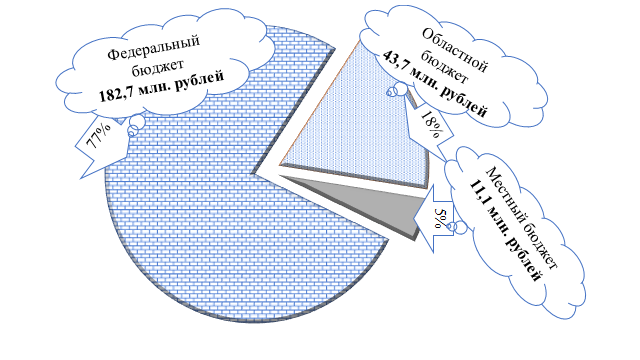 Федеральный
бюджет
182,7 млн. рублей
77%
Областной
бюджет
43,7 млн. рублей
18%
Местный бюджет
11,1 млн. рублей
5%